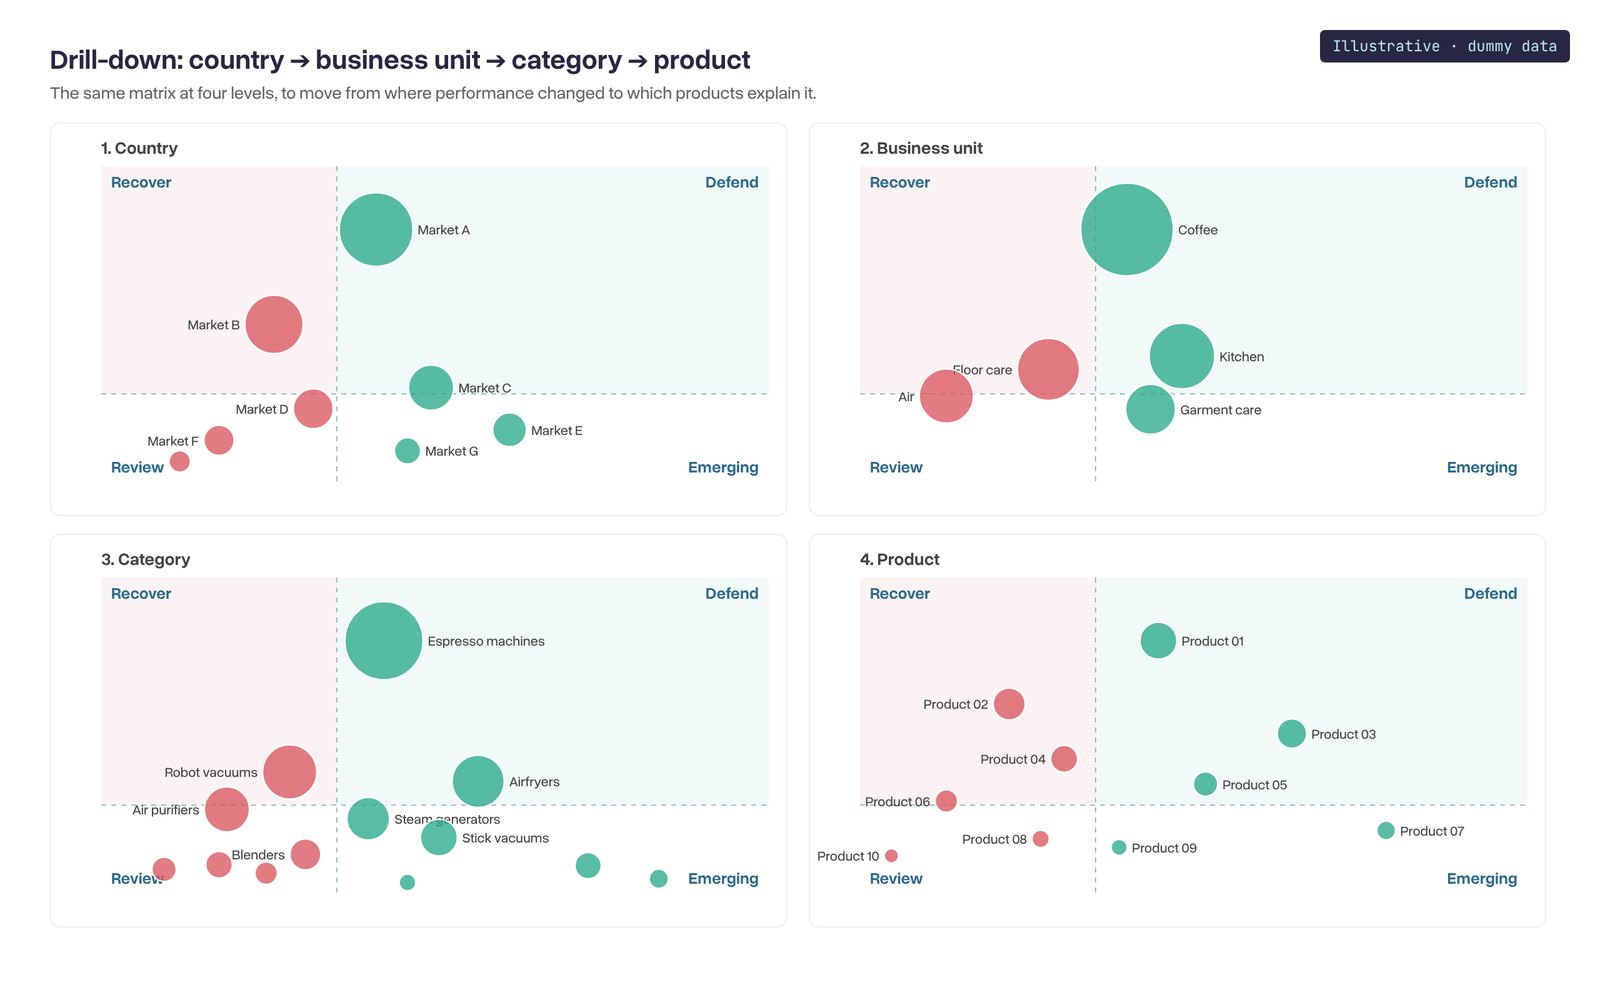 Illustrative · dummy data
Drill-down: country → business unit → category → product
The same matrix at four levels, to move from where performance changed to which products explain it.
1. Country
Recover
Defend
Market A
Market B
Market C
Market D
Market E
Market F
Market G
Review
Emerging
2. Business unit
Recover
Defend
Coffee
Kitchen
Floor care
Air
Garment care
Review
Emerging
3. Category
Recover
Defend
Espresso machines
Robot vacuums
Airfryers
Air purifiers
Steam generators
Stick vacuums
Blenders
Review
Emerging
4. Product
Recover
Defend
Product 01
Product 02
Product 03
Product 04
Product 05
Product 06
Product 07
Product 08
Product 09
Product 10
Review
Emerging